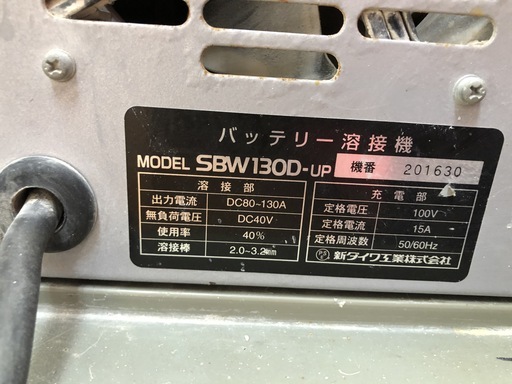 バッテリー溶接機
MODEL SBW130D-UP 機番 201630
溶接部
出力電流 DC80~130A
無負荷電圧 DC40V
使用率 40%
溶接棒 2.0~3.2mm
充電部
定格電圧 100V
定格電流 15A
定格周波数 50/60Hz
新ダイワ工業株式会社